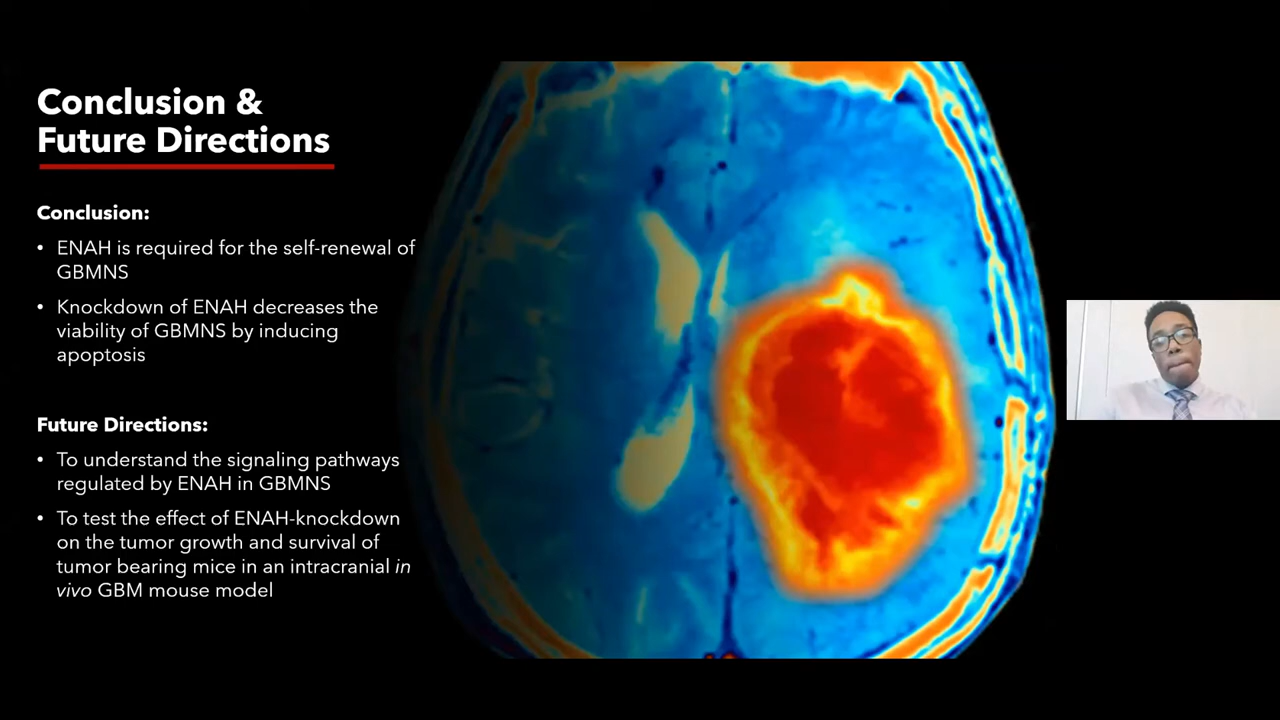 Conclusion &
Future Directions
Conclusion:
• ENAH is required for the self-renewal of
GBMNS
• Knockdown of ENAH decreases the
viability of GBMNS by inducing
apoptosis
Future Directions:
• To understand the signaling pathways
regulated by ENAH in GBMNS
• To test the effect of ENAH-knockdown
on the tumor growth and survival of
tumor bearing mice in an intracranial in
vivo GBM mouse model